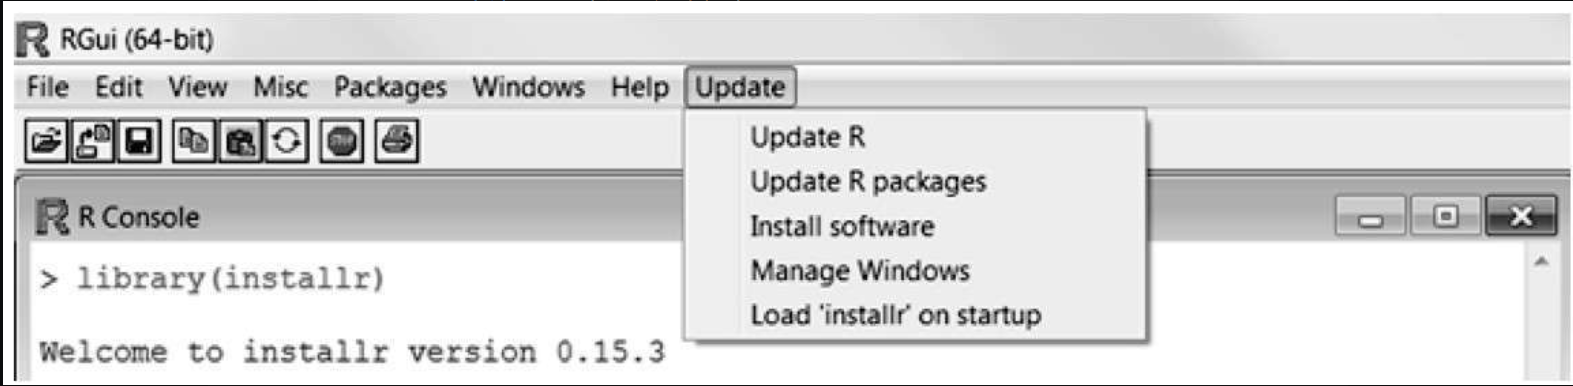 RGui (64-bit)
File Edit View Misc Packages Windows Help Update
Update R
Update R packages
Install software
Manage Windows
Load 'installr' on startup
R Console
> library(installr)
Welcome to installr version 0.15.3